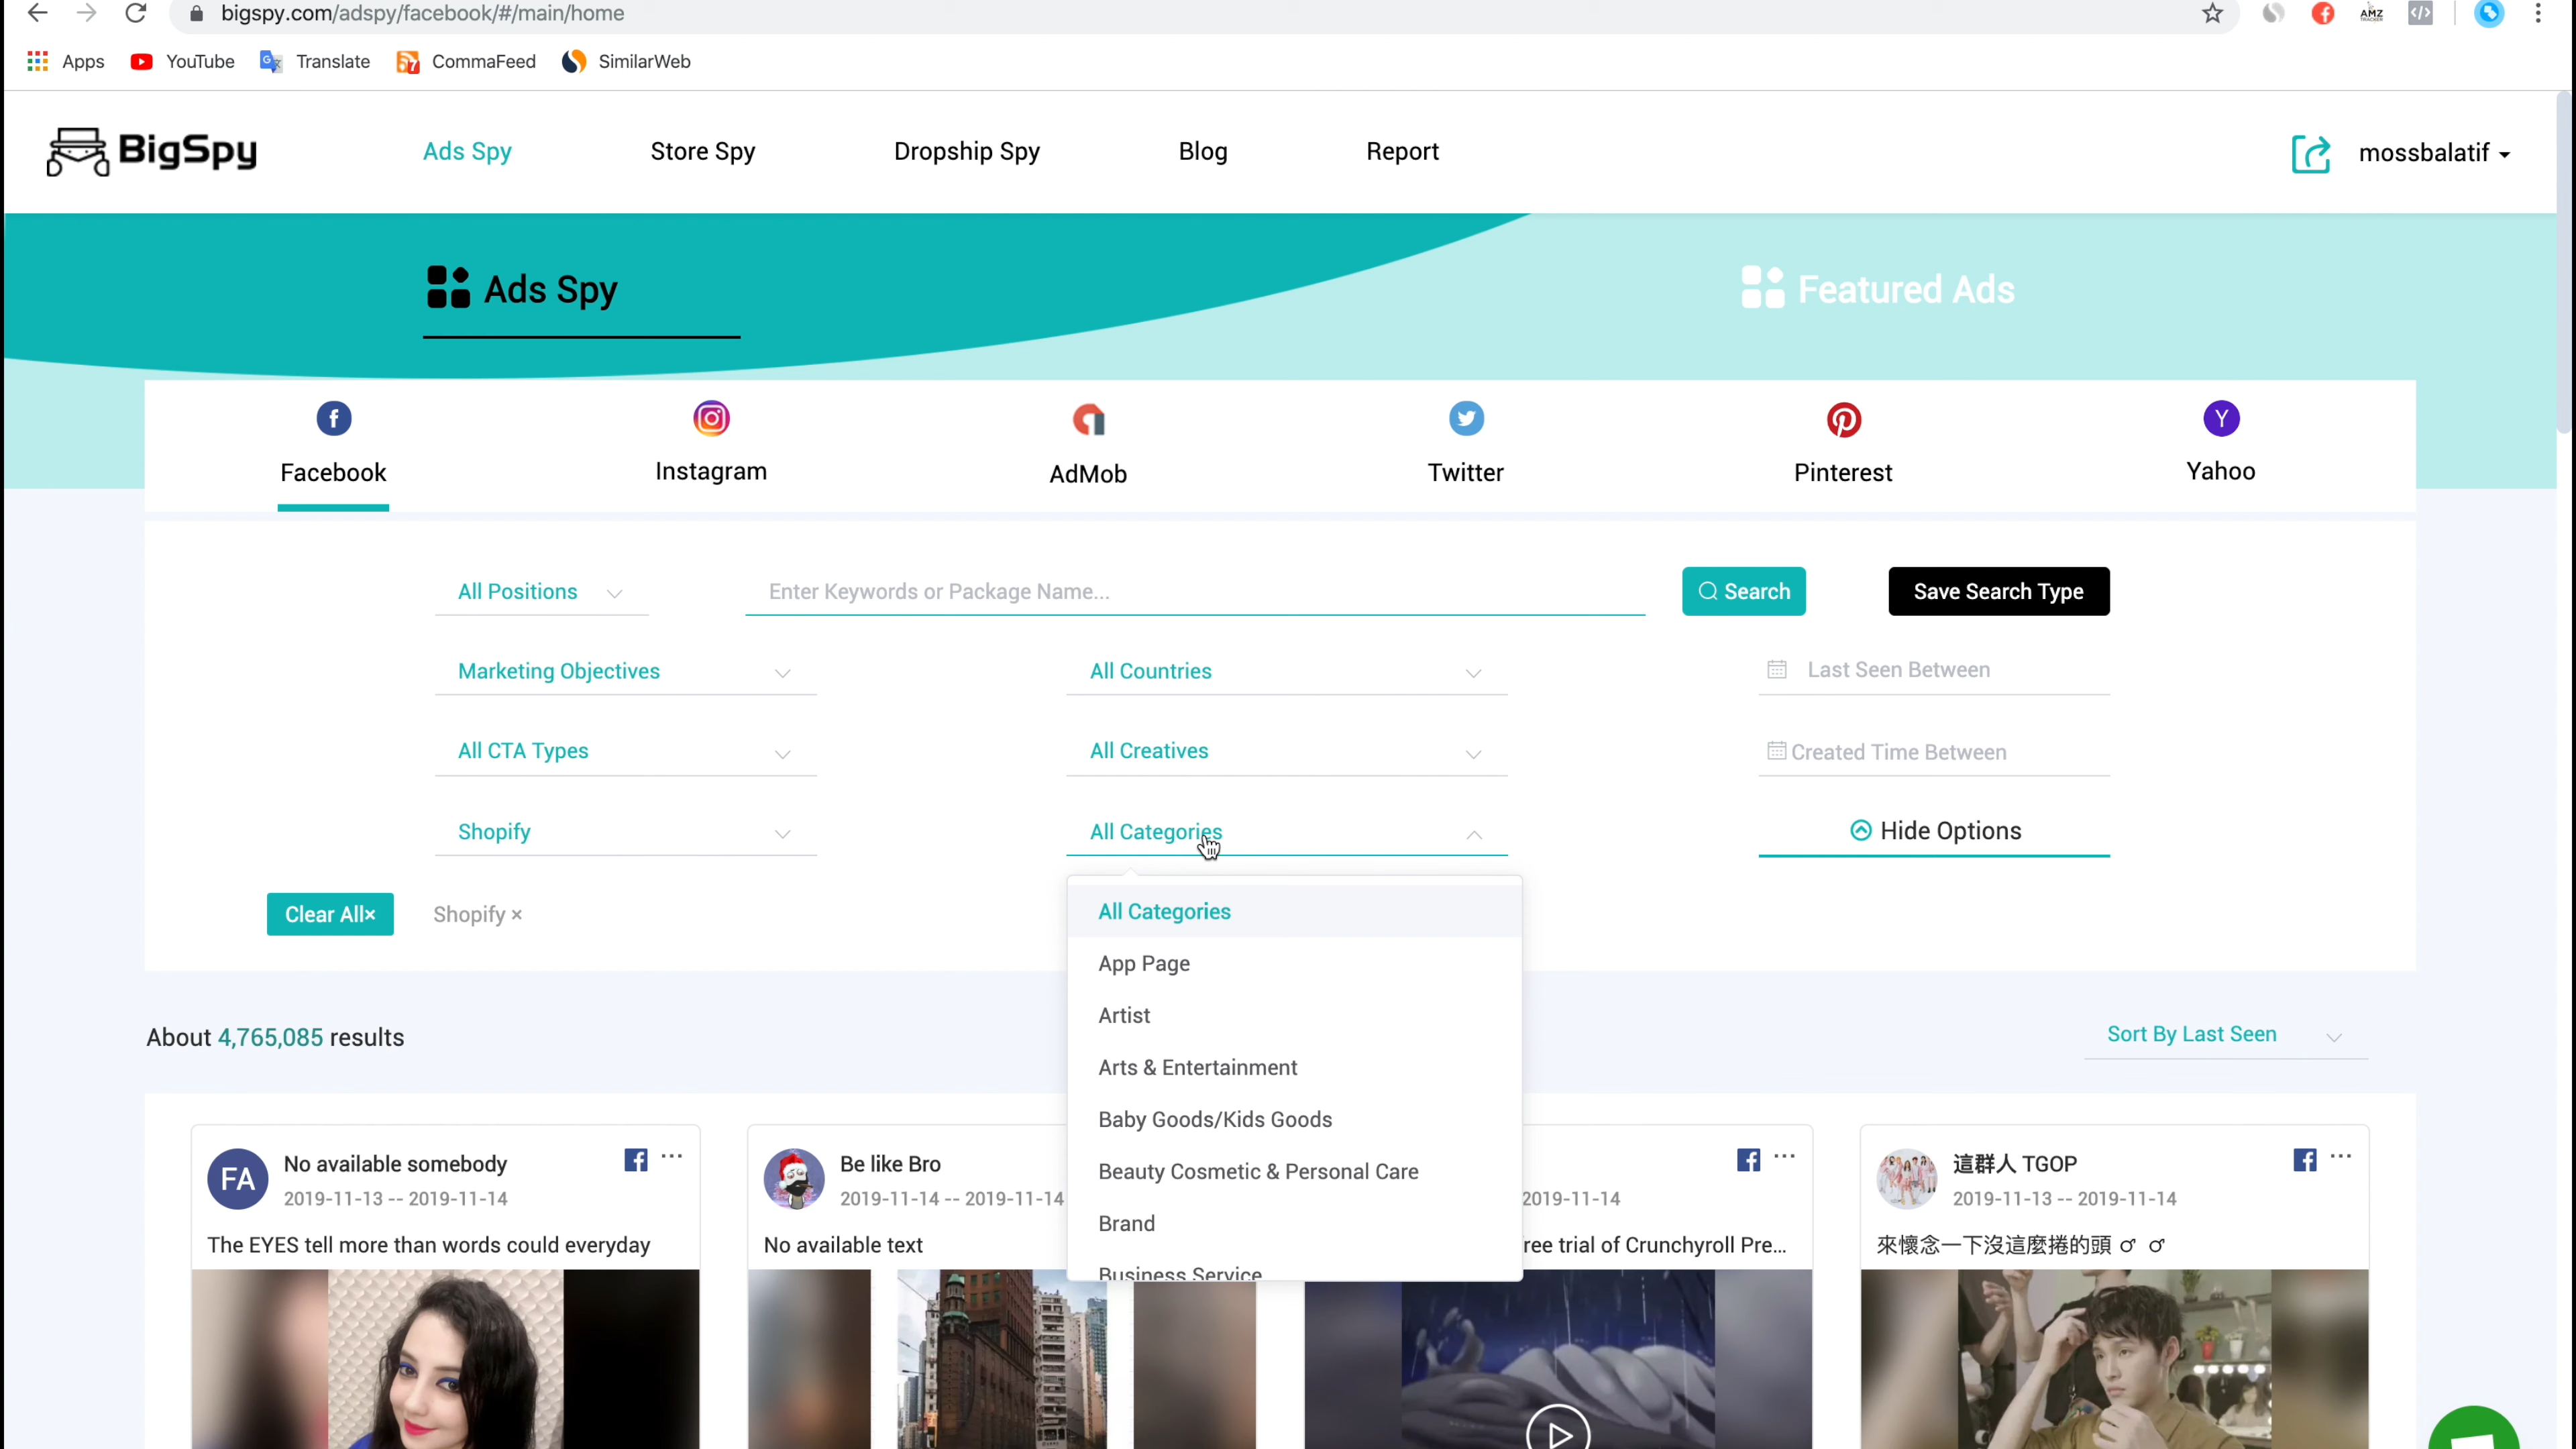 bigspy.com/adspy/facebook/#/main/home
AMZ
Apps YouTube Translate CommaFeed SimilarWeb
BigSpy Ads Spy Store Spy Dropship Spy Blog Report mossbalatif
Ads Spy Featured Ads
Facebook Instagram AdMob Twitter Pinterest Yahoo
All Positions Enter Keywords or Package Name... Search Save Search Type
Marketing Objectives All Countries Last Seen Between
All CTA Types All Creatives Created Time Between
Shopify All Categories Hide Options
Clear All× Shopify ×
All Categories
App Page
Artist
Arts & Entertainment
Baby Goods/Kids Goods
Beauty Cosmetic & Personal Care
Brand
Business Service
About 4,765,085 results Sort By Last Seen
FA No available somebody
2019-11-13 -- 2019-11-14
The EYES tell more than words could everyday
Be like Bro
2019-11-14 -- 2019-11-14
No available text
2019-11-14
ree trial of Crunchyroll Pre...
這群人 TGOP
2019-11-13 -- 2019-11-14
來懷念一下沒這麼捲的頭 ♂ ♂